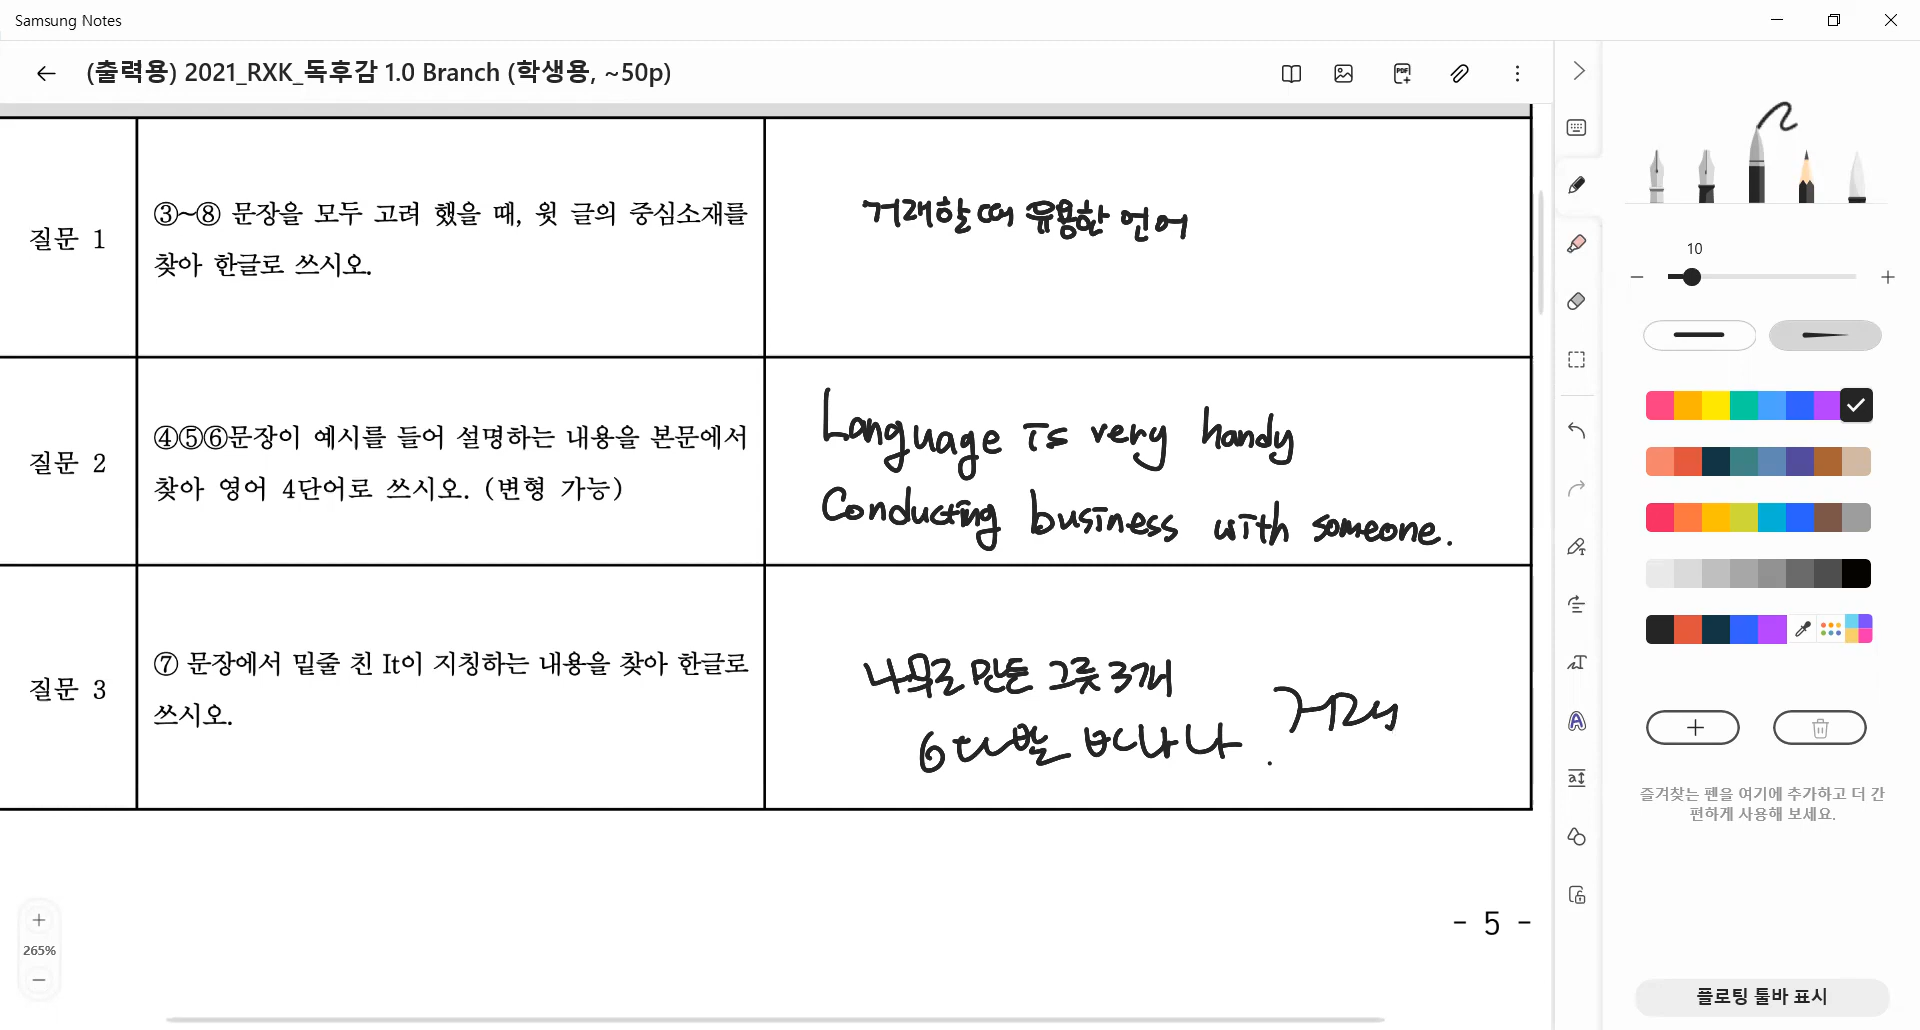 Samsung Notes
(출력용) 2021_RXK_독후감 1.0 Branch (학생용, ~50p)
질문 1
③~⑧ 문장을 모두 고려 했을 때, 윗 글의 중심소재를
찾아 한글로 쓰시오.
거래할 때 유용한 언어
질문 2
④⑤⑥문장이 예시를 들어 설명하는 내용을 본문에서
찾아 영어 4단어로 쓰시오. (변형 가능)
Language is very handy
Conducting business with someone.
질문 3
⑦ 문장에서 밑줄 친 It이 지칭하는 내용을 찾아 한글로
쓰시오.
나무로 만든 그릇 3개
- 5 -
265%
10
즐겨찾는 펜을 여기에 추가하고 더 간
편하게 사용해 보세요.
플로팅 툴바 표시